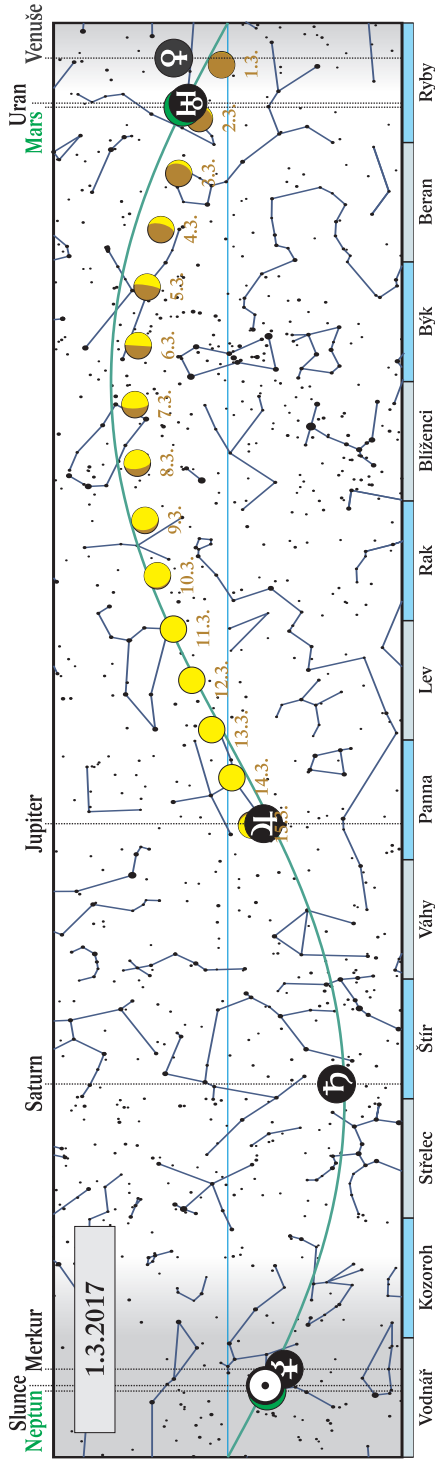 Slunce
Neptun
Merkur
Saturn
Jupiter
Uran
Mars
Venuše
1.3.2017
15.3.
14.3.
13.3.
12.3.
11.3.
10.3.
9.3.
8.3.
7.3.
6.3.
5.3.
4.3.
3.3.
2.3.
1.3.
Vodnář
Kozoroh
Střelec
Štír
Váhy
Panna
Lev
Rak
Blíženci
Býk
Beran
Ryby